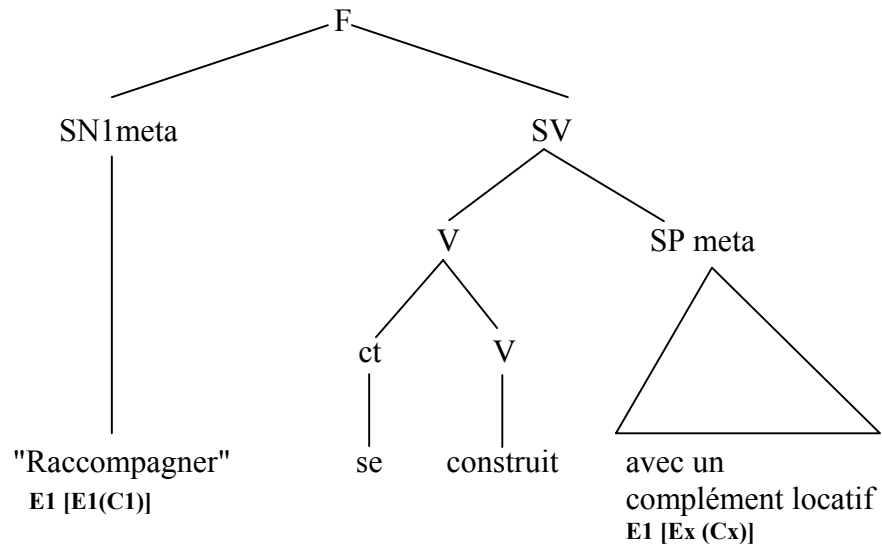 F
SN1meta
SV
V
SP meta
ct
V
"Raccompagner"
se
construit
avec un
complément locatif
E1 [E1(C1)]
E1 [Ex (Cx)]